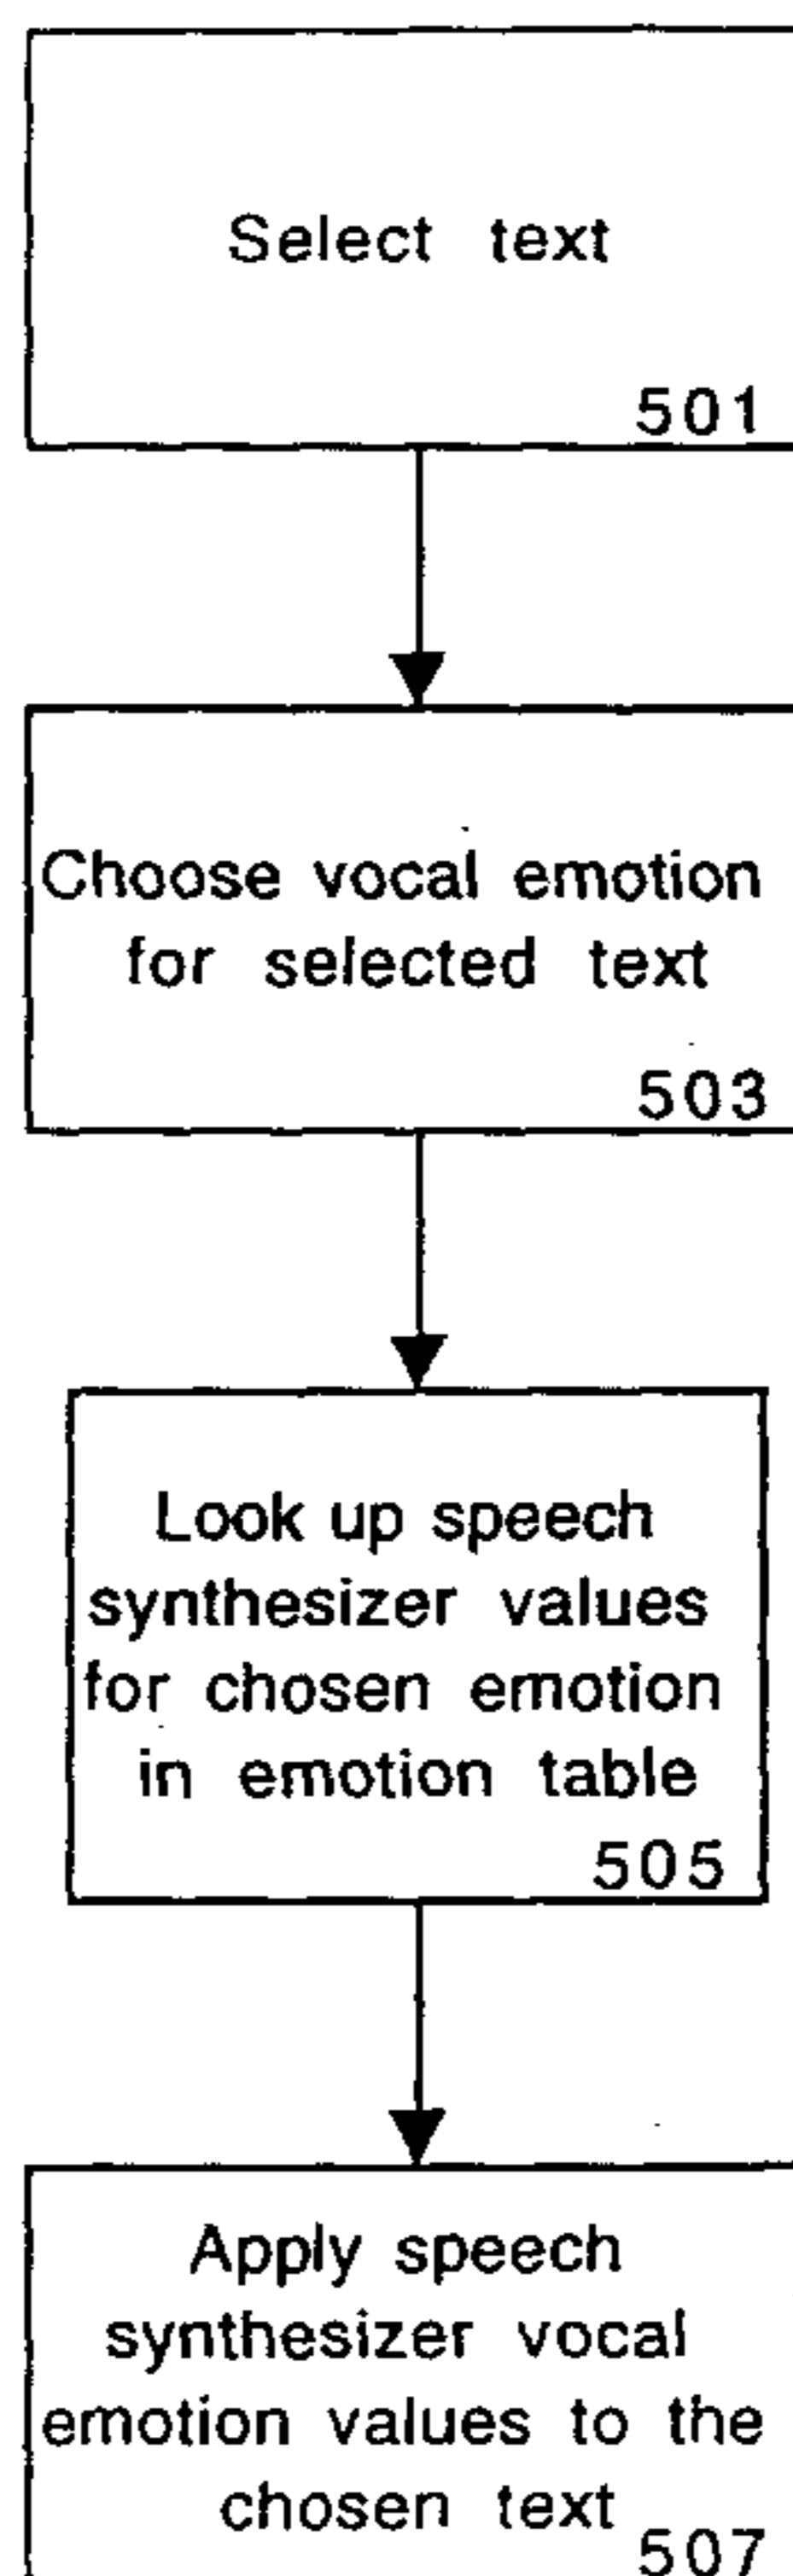 Select text
501
Choose vocal emotion
for selected text
503
Look up speech
synthesizer values
for chosen emotion
in emotion table
505
Apply speech
synthesizer vocal
emotion values to the
chosen text
507